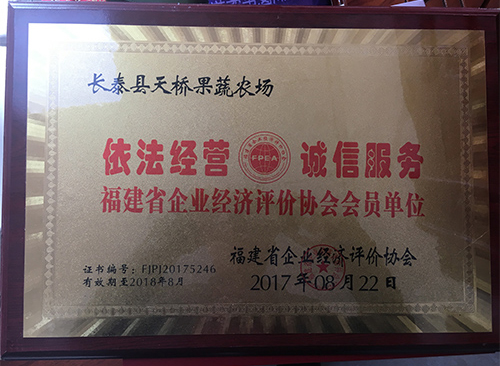 长泰县天桥果蔬农场
依法经营 FPEA 诚信服务
福建省企业经济评价协会会员单位
证书编号：FJPJ20175246
有效期至2018年8月
福建省企业经济评价协会
2017年08月22日